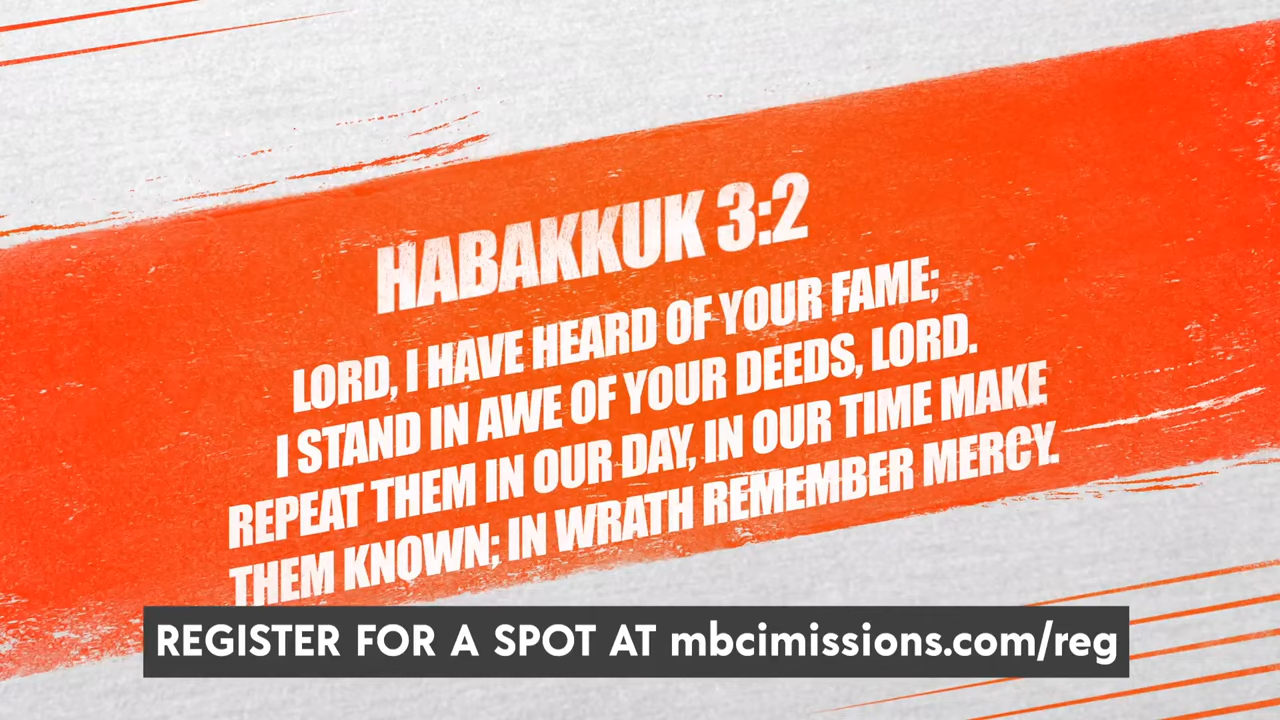 HABAKKUK 3:2
LORD, I HAVE HEARD OF YOUR FAME;
I STAND IN AWE OF YOUR DEEDS, LORD.
REPEAT THEM IN OUR DAY, IN OUR TIME MAKE
THEM KNOWN; IN WRATH REMEMBER MERCY.
REGISTER FOR A SPOT AT mbcimissions.com/reg